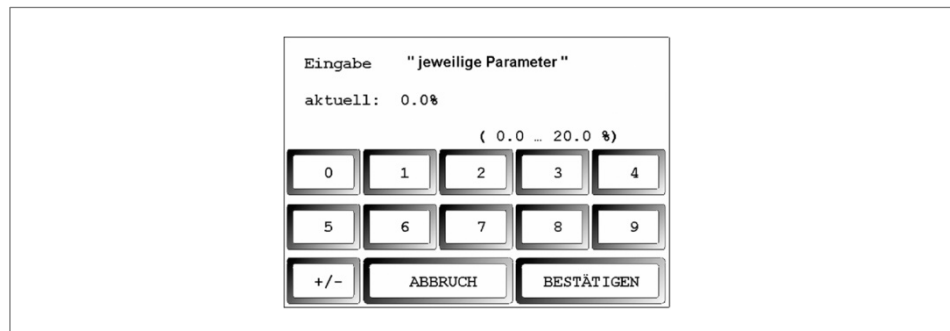 Eingabe " jeweilige Parameter "
aktuell: 0.0%
( 0.0 … 20.0 %)
0 1 2 3 4
5 6 7 8 9
+/- ABBRUCH BESTÄTIGEN